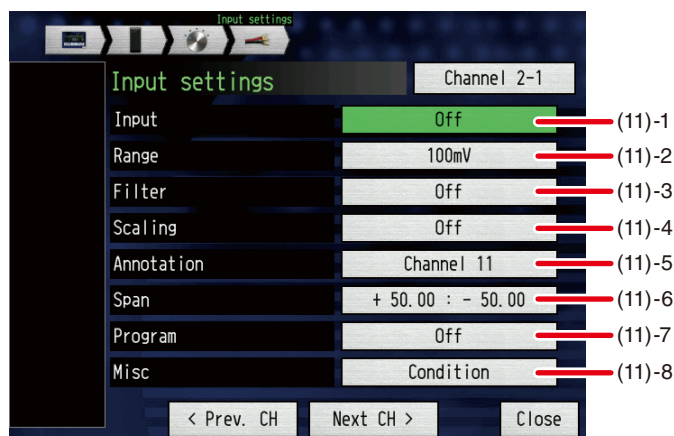 Input settings
Input settings Channel 2-1
Input Off (11)-1
Range 100mV (11)-2
Filter Off (11)-3
Scaling Off (11)-4
Annotation Channel 11 (11)-5
Span + 50.00 : - 50.00 (11)-6
Program Off (11)-7
Misc Condition (11)-8
< Prev. CH Next CH > Close